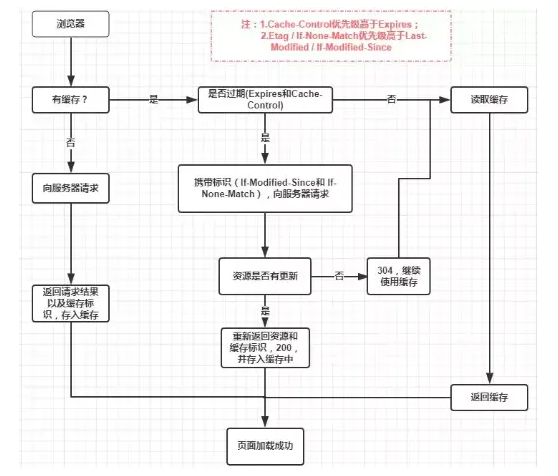 浏览器
注：1.Cache-Control优先级高于Expires；
2.Etag / If-None-Match优先级高于Last-
Modified / If-Modified-Since
有缓存？
是
是否过期(Expires和ICache-
Control)
否
读取缓存
否
是
向服务器请求
携带标识（If-Modified-Since和 If-
None-Match），向服务器请求
资源是否有更新
否
304，继续
使用缓存
返回请求结果
以及缓存标
识，存入缓存
是
重新返回资源和
缓存标识，200，
并存入缓存中
返回缓存
页面加载成功